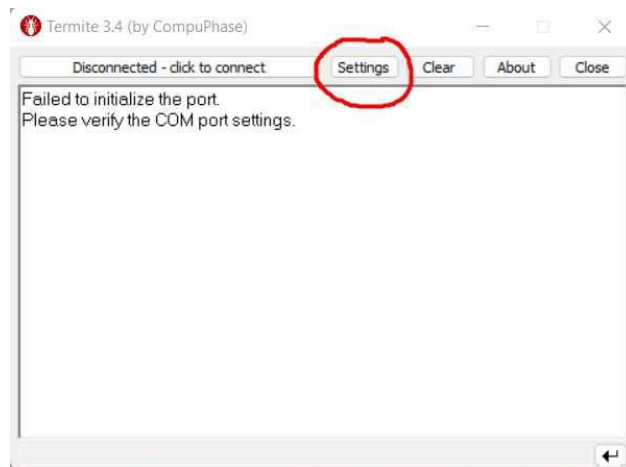 Termite 3.4 (by CompuPhase)
Disconnected - click to connect Settings Clear About Close
Failed to initialize the port.
Please verify the COM port settings.